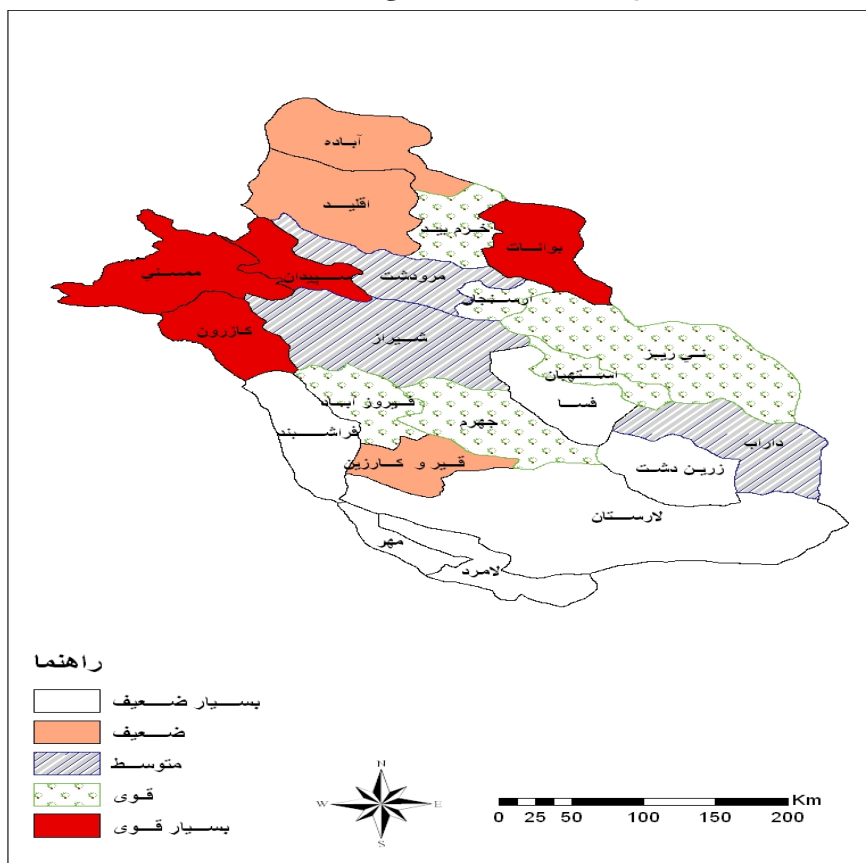 آباده
اقلید
خرم بید
بوانات
ممسني
سپیدان
مرودشت
ارسنجان
کازرون
شیراز
ني ریز
استهبان
فسا
فیروز آباد
جهرم
فراشبند
داراب
قیر و کارزین
زرین دشت
لارستان
مهر
لامرد
راهنما
بسیار ضعیف
ضعیف
متوسط
قوی
بسیار قوی
N
W E
S
Km
0 25 50 100 150 200